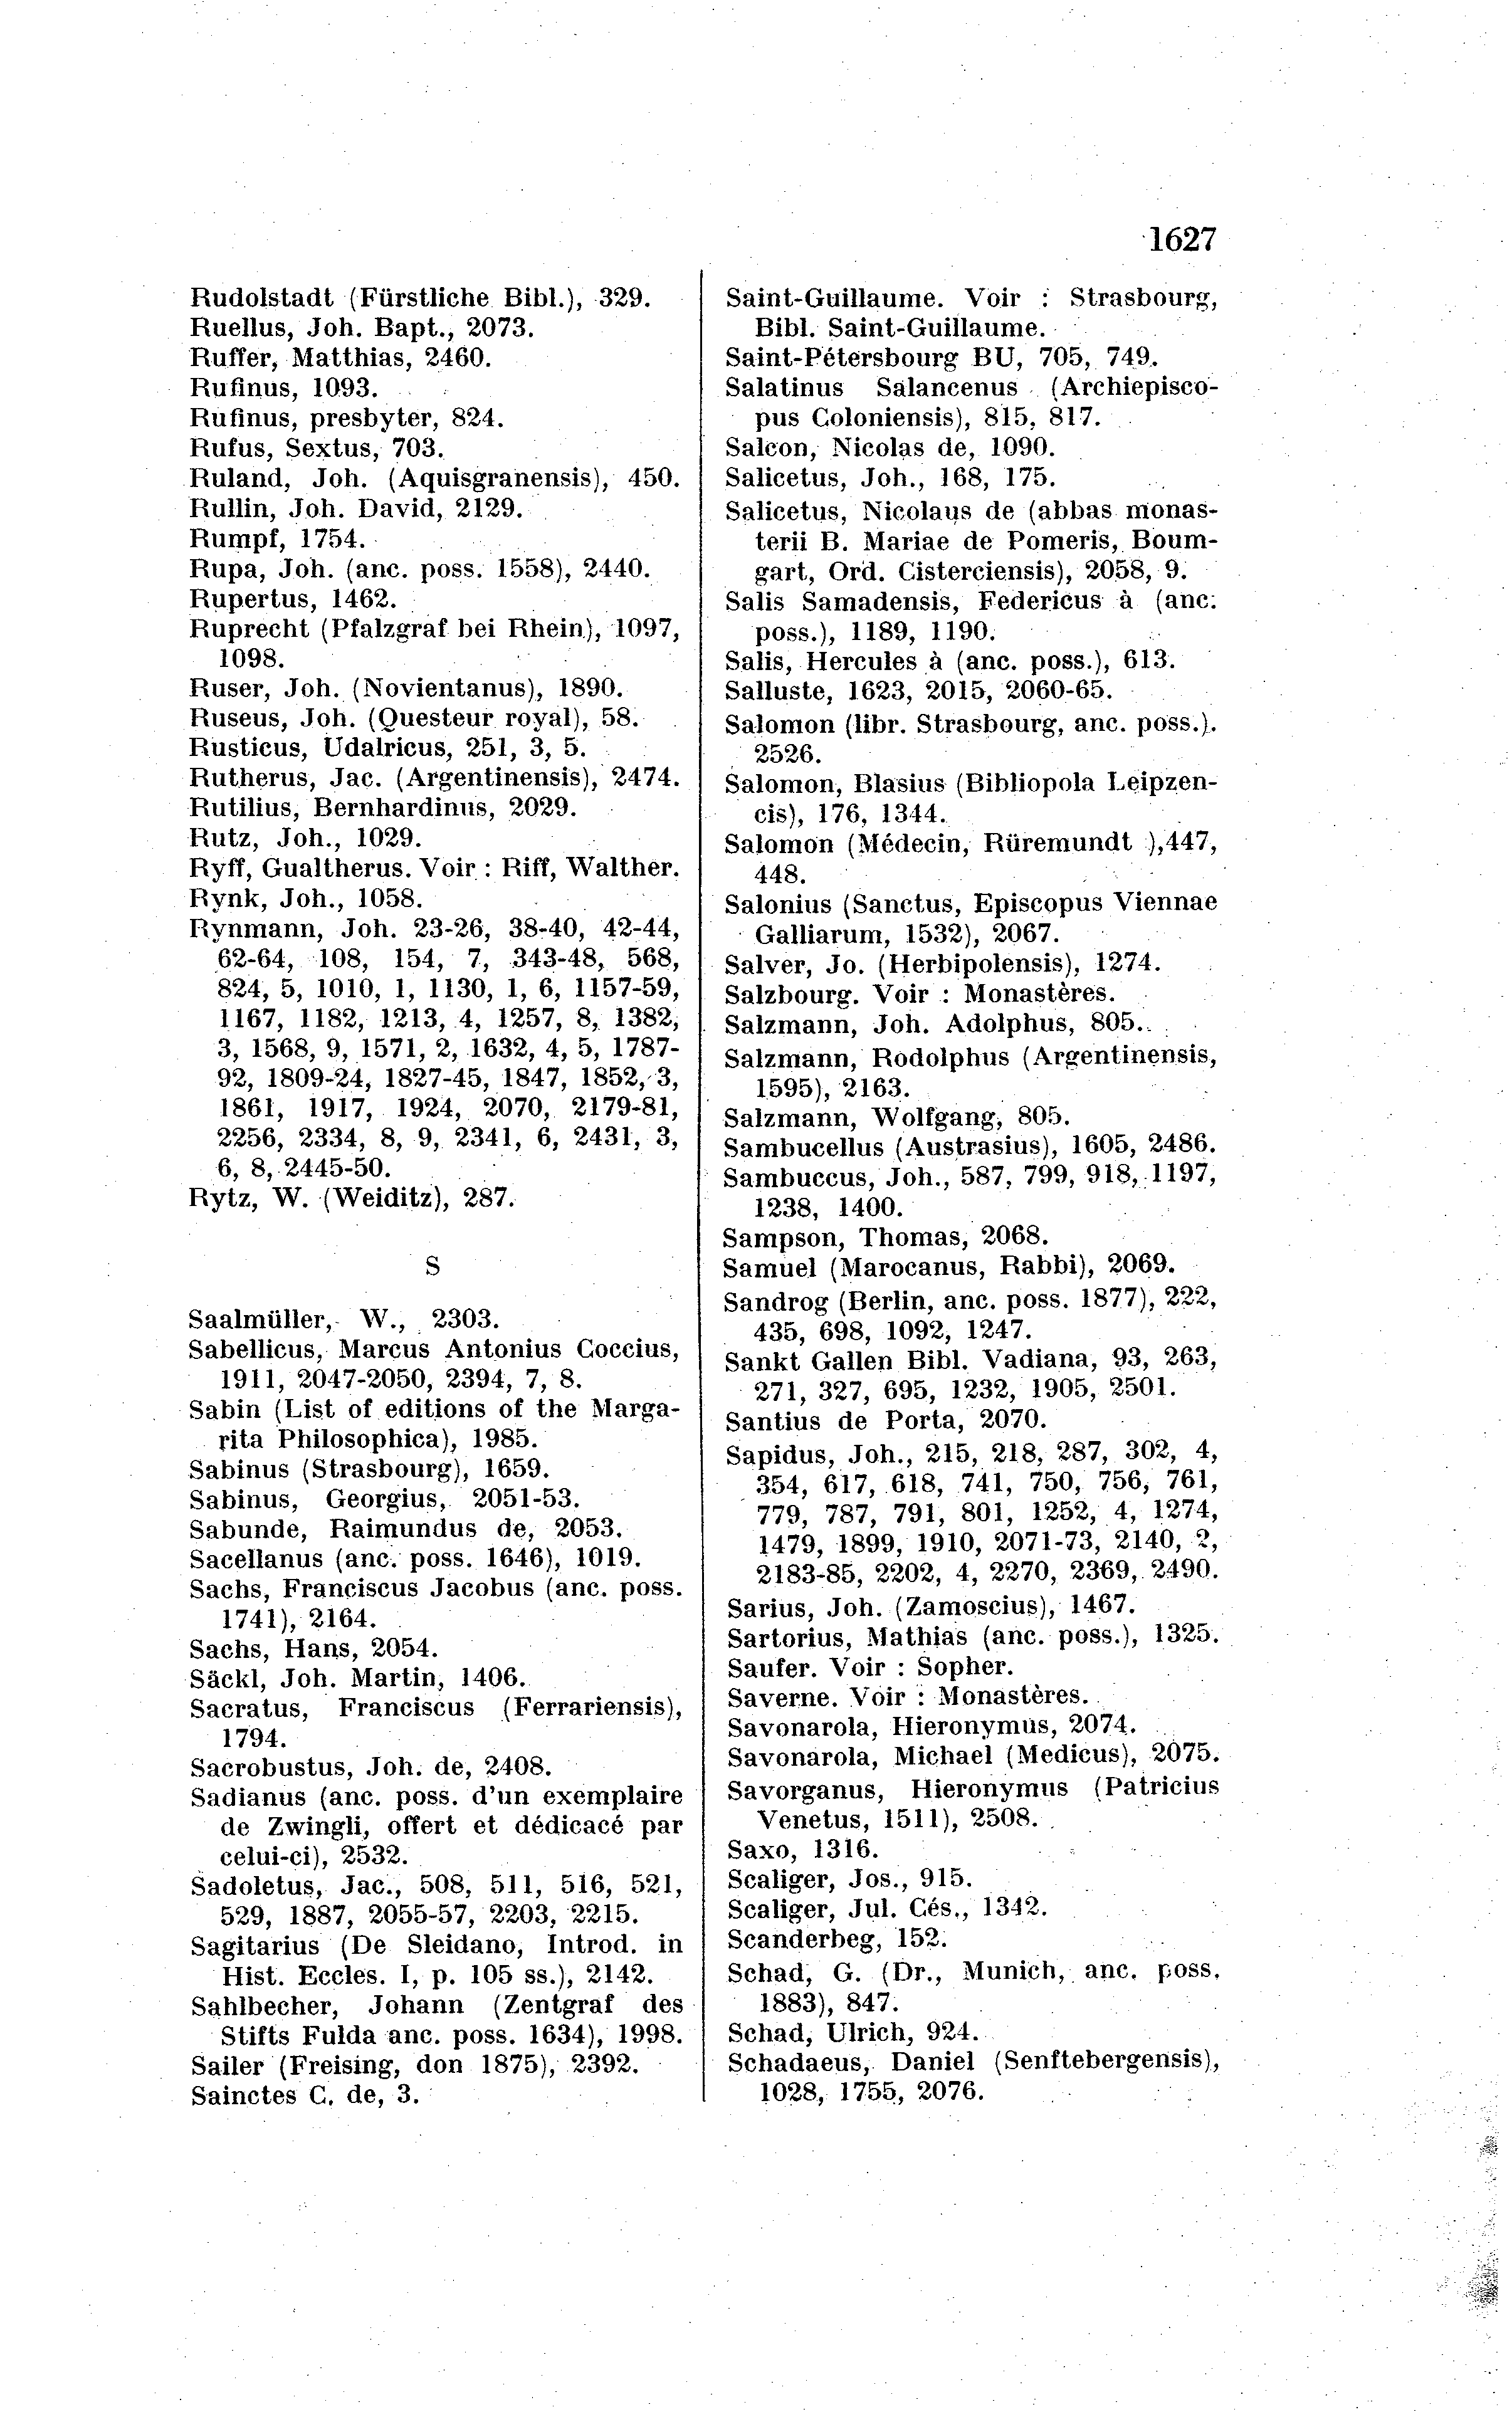 1627
Rudolstadt (Fürstliche Bibl.), 329.
Ruellus, Joh. Bapt., 2073.
Ruffer, Matthias, 2460.
Rufinus, 1093.
Rufinus, presbyter, 824.
Rufus, Sextus, 703.
Ruland, Joh. (Aquisgranensis), 450.
Rullin, Joh. David, 2129.
Rumpf, 1754.
Rupa, Joh. (anc. poss. 1558), 2440.
Rupertus, 1462.
Ruprecht (Pfalzgraf bei Rhein), 1097,
1098.
Ruser, Joh. (Novientanus), 1890.
Ruseus, Joh. (Questeur royal), 58.
Rusticus, Udalricus, 251, 3, 5.
Rutherus, Jac. (Argentinensis), 2474.
Rutilius, Bernhardinus, 2029.
Rutz, Joh., 1029.
Ryff, Gualtherus. Voir : Riff, Walther.
Rynk, Joh., 1058.
Rynmann, Joh. 23-26, 38-40, 42-44,
62-64, 108, 154, 7, 343-48, 568,
824, 5, 1010, 1, 1130, 1, 6, 1157-59,
1167, 1182, 1213, 4, 1257, 8, 1382,
3, 1568, 9, 1571, 2, 1632, 4, 5, 1787-
92, 1809-24, 1827-45, 1847, 1852, 3,
1861, 1917, 1924, 2070, 2179-81,
2256, 2334, 8, 9, 2341, 6, 2431, 3,
6, 8, 2445-50.
Rytz, W. (Weiditz), 287.
S
Saalmüller, W., 2303.
Sabellicus, Marcus Antonius Coccius,
1911, 2047-2050, 2394, 7, 8.
Sabin (List of editions of the Marga-
rita Philosophica), 1985.
Sabinus (Strasbourg), 1659.
Sabinus, Georgius, 2051-53.
Sabunde, Raimundus de, 2053.
Sacellanus (anc. poss. 1646), 1019.
Sachs, Franciscus Jacobus (anc. poss.
1741), 2164.
Sachs, Hans, 2054.
Säckl, Joh. Martin, 1406.
Sacratus, Franciscus (Ferrariensis),
1794.
Sacrobustus, Joh. de, 2408.
Sadianus (anc. poss. d'un exemplaire
de Zwingli, offert et dédicacé par
celui-ci), 2532.
Sadoletus, Jac., 508, 511, 516, 521,
529, 1887, 2055-57, 2203, 2215.
Sagitarius (De Sleidano, Introd. in
Hist. Eccles. I, p. 105 ss.), 2142.
Sahlbecher, Johann (Zentgraf des
Stifts Fulda anc. poss. 1634), 1998.
Sailer (Freising, don 1875), 2392.
Sainctes C. de, 3.
Saint-Guillaume. Voir : Strasbourg,
Bibl. Saint-Guillaume.
Saint-Pétersbourg BU, 705, 749.
Salatinus Salancenus (Archiepisco-
pus Coloniensis), 815, 817.
Salcon, Nicolas de, 1090.
Salicetus, Joh., 168, 175.
Salicetus, Nicolaus de (abbas monas-
terii B. Mariae de Pomeris, Boum-
gart, Ord. Cisterciensis), 2058, 9.
Salis Samadensis, Federicus à (anc.
poss.), 1189, 1190.
Salis, Hercules à (anc. poss.), 613.
Salluste, 1623, 2015, 2060-65.
Salomon (libr. Strasbourg, anc. poss.).
2526.
Salomon, Blasius (Bibliopola Leipzen-
cis), 176, 1344.
Salomon (Médecin, Rüremundt ),447,
448.
Salonius (Sanctus, Episcopus Viennae
Galliarum, 1532), 2067.
Salver, Jo. (Herbipolensis), 1274.
Salzbourg. Voir : Monastères.
Salzmann, Joh. Adolphus, 805.
Salzmann, Rodolphus (Argentinensis,
1595), 2163.
Salzmann, Wolfgang, 805.
Sambucellus (Austrasius), 1605, 2486.
Sambuccus, Joh., 587, 799, 918, 1197,
1238, 1400.
Sampson, Thomas, 2068.
Samuel (Marocanus, Rabbi), 2069.
Sandrog (Berlin, anc. poss. 1877), 222,
435, 698, 1092, 1247.
Sankt Gallen Bibl. Vadiana, 93, 263,
271, 327, 695, 1232, 1905, 2501.
Santius de Porta, 2070.
Sapidus, Joh., 215, 218, 287, 302, 4,
354, 617, 618, 741, 750, 756, 761,
779, 787, 791, 801, 1252, 4, 1274,
1479, 1899, 1910, 2071-73, 2140, 2,
2183-85, 2202, 4, 2270, 2369, 2490.
Sarius, Joh. (Zamoscius), 1467.
Sartorius, Mathias (anc. poss.), 1325.
Saufer. Voir : Sopher.
Saverne. Voir : Monastères.
Savonarola, Hieronymus, 2074.
Savonarola, Michael (Medicus), 2075.
Savorganus, Hieronymus (Patricius
Venetus, 1511), 2508.
Saxo, 1316.
Scaliger, Jos., 915.
Scaliger, Jul. Cés., 1342.
Scanderbeg, 152.
Schad, G. (Dr., Munich, anc. poss.
1883), 847.
Schad, Ulrich, 924.
Schadaeus, Daniel (Senftebergensis),
1028, 1755, 2076.